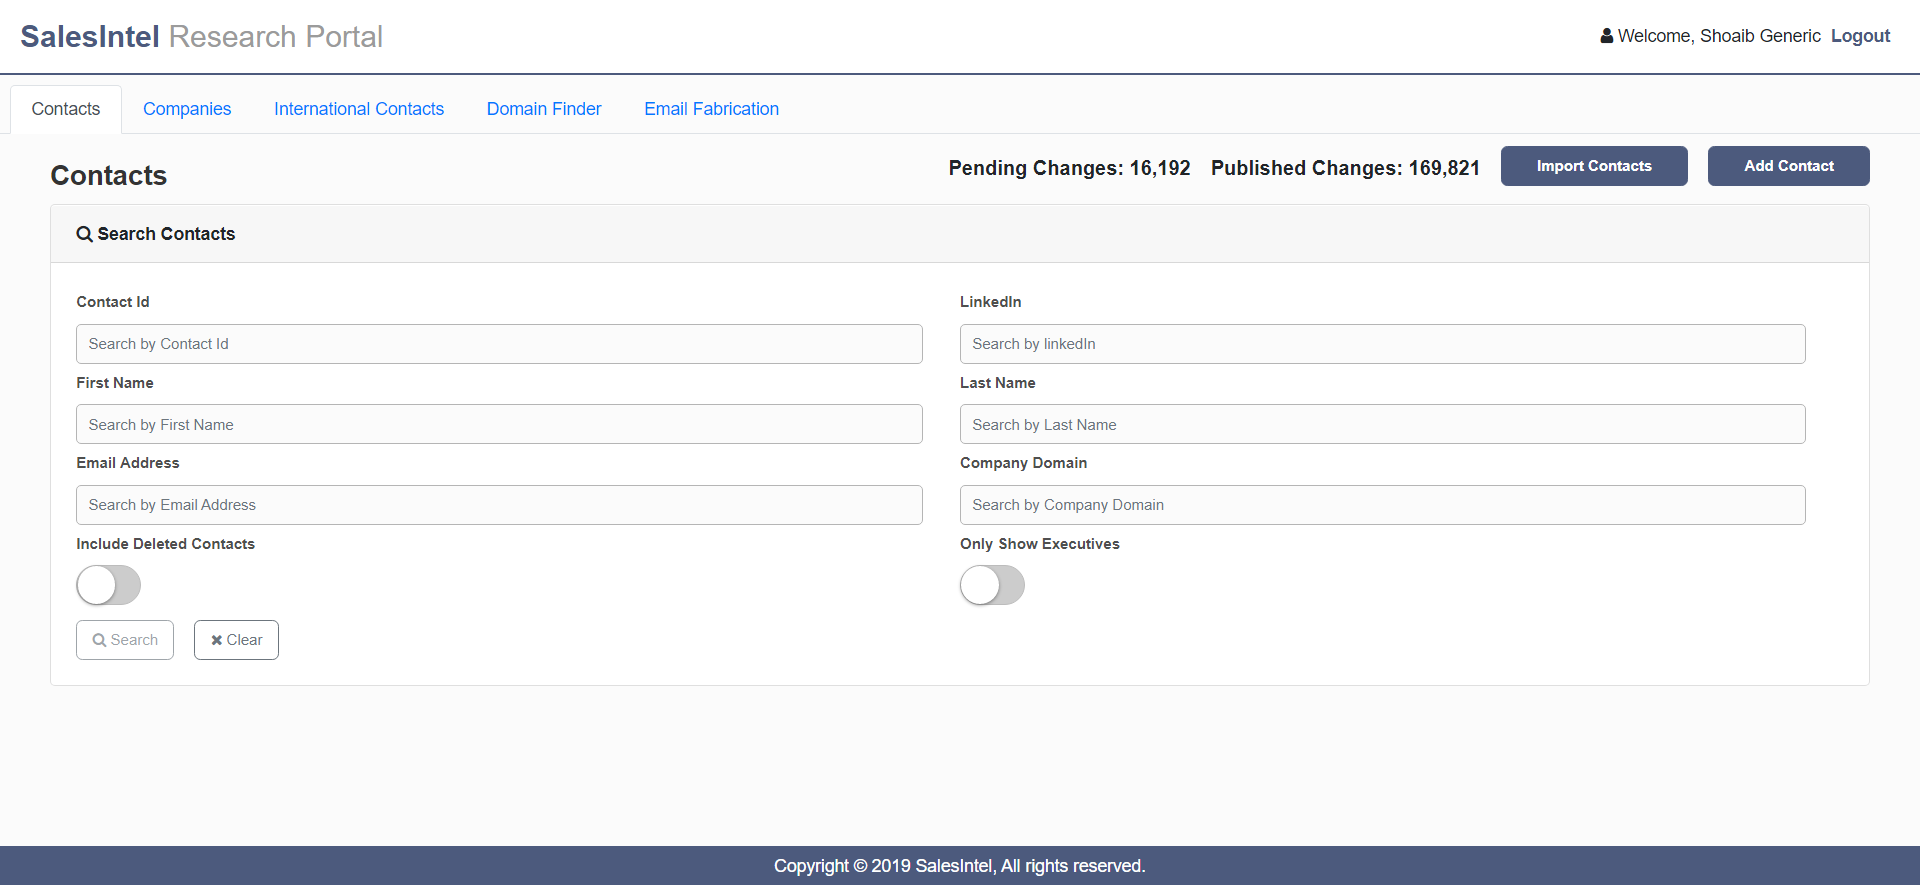 SalesIntel Research Portal
Welcome, Shoaib Generic Logout
Contacts Companies International Contacts Domain Finder Email Fabrication
Contacts
Pending Changes: 16,192 Published Changes: 169,821 Import Contacts Add Contact
Search Contacts
Contact Id
Search by Contact Id
LinkedIn
Search by linkedIn
First Name
Search by First Name
Last Name
Search by Last Name
Email Address
Search by Email Address
Company Domain
Search by Company Domain
Include Deleted Contacts
Only Show Executives
Search Clear
Copyright © 2019 SalesIntel, All rights reserved.